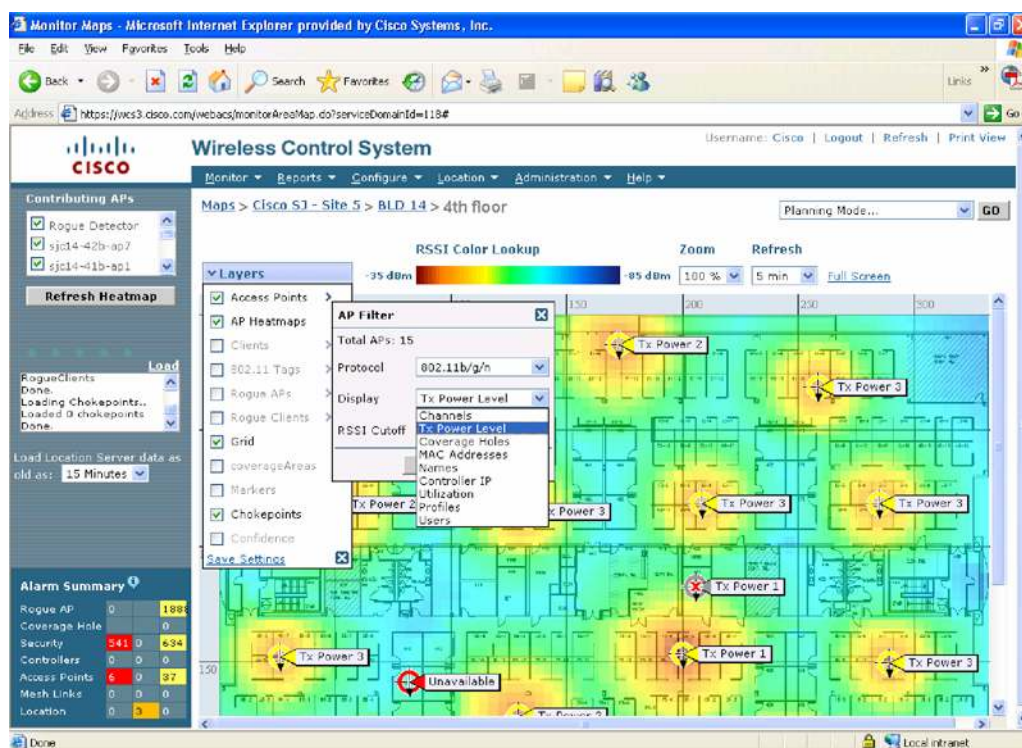 Monitor Maps - Microsoft Internet Explorer provided by Cisco Systems, Inc.
File Edit View Favorites Tools Help
Back Search Favorites Links
Address https://wcs3.cisco.com/webacs/monitorAreaMap.do?serviceDomainId=118# Go
Username: Cisco | Logout | Refresh | Print View
CISCO
Wireless Control System
Monitor Reports Configure Location Administration Help
Contributing APs
Rogue Detector
sjc14-42b-ap7
sjc14-41b-ap1
Refresh Heatmap
Load
RogueClients
Done.
Loading Chokepoints..
Loaded 0 chokepoints
Done.
Load Location Server data as
old as: 15 Minutes
Alarm Summary
Rogue AP 0 188
Coverage Hole 0
Security 541 0 634
Controllers 0 0 0
Access Points 6 0 37
Mesh Links 0 0 0
Location 0 3 0
Maps > Cisco SJ - Site 5 > BLD 14 > 4th floor
Planning Mode... GO
RSSI Color Lookup Zoom Refresh
-35 dBm -85 dBm 100 % 5 min Full Screen
Layers
Access Points
AP Heatmaps
Clients
802.11 Tags
Rogue APs
Rogue Clients
Grid
coverageAreas
Markers
Chokepoints
Confidence
Save Settings
AP Filter
Total APs: 15
Protocol 802.11b/g/n
Display Tx Power Level
RSSI Cutoff
Channels
Tx Power Level
Coverage Holes
MAC Addresses
Names
Controller IP
Utilization
Profiles
Users
150 200 250 300
Tx Power 2
Tx Power 3
Tx Power 2
Power 3
Tx Power 3
Tx Power 3
Tx Power 1
150
Tx Power 3
Tx Power 1
Tx Power 3
Unavailable
Done Local intranet